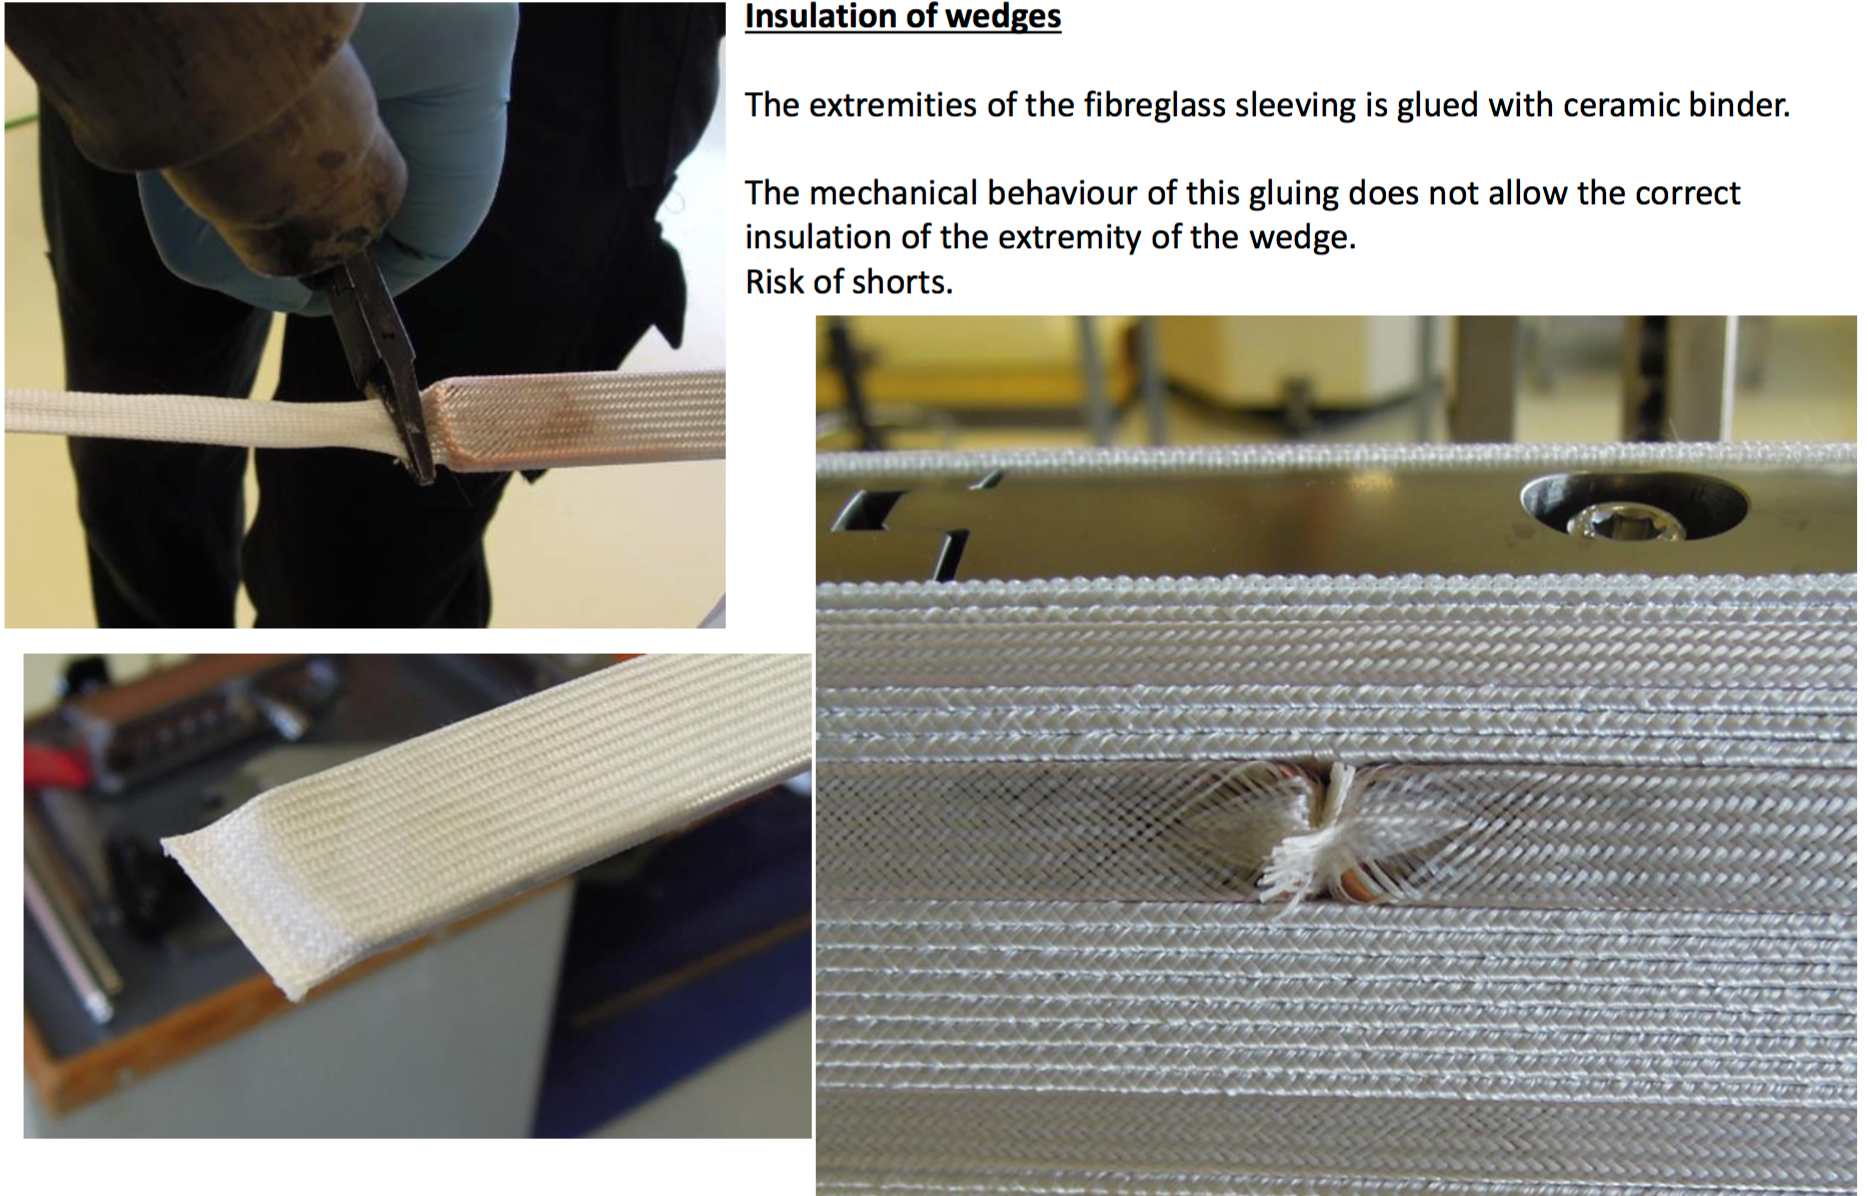 Insulation of wedges
The extremities of the fibreglass sleeving is glued with ceramic binder.
The mechanical behaviour of this gluing does not allow the correct
insulation of the extremity of the wedge.
Risk of shorts.